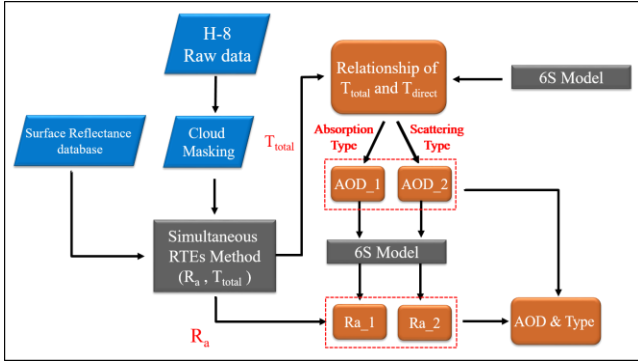 H-8
Raw data
Relationship of
T_total and T_direct
6S Model
Surface Reflectance
database
Cloud
Masking
T_total
Absorption
Type
Scattering
Type
AOD_1
AOD_2
Simultaneous
RTEs Method
(R_a , T_total )
6S Model
R_a
Ra_1
Ra_2
AOD & Type